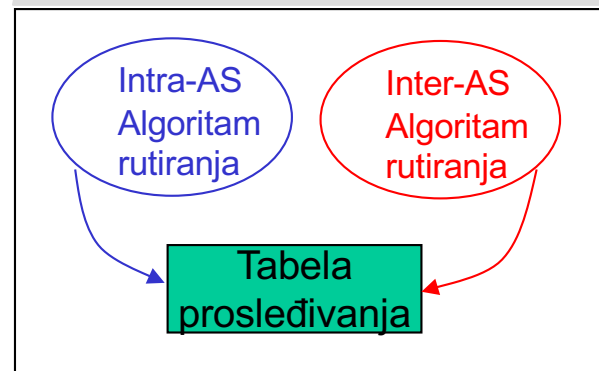 Intra-AS
Algoritam
rutiranja
Inter-AS
Algoritam
rutiranja
Tabela
prosleđivanja